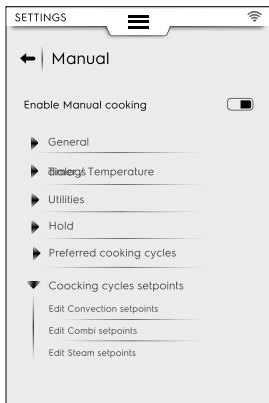 SETTINGS
Manual
Enable Manual cooking
General
/ Temperature
Utilities
Hold
Preferred cooking cycles
Coocking cycles setpoints
Edit Convection setpoints
Edit Combi setpoints
Edit Steam setpoints